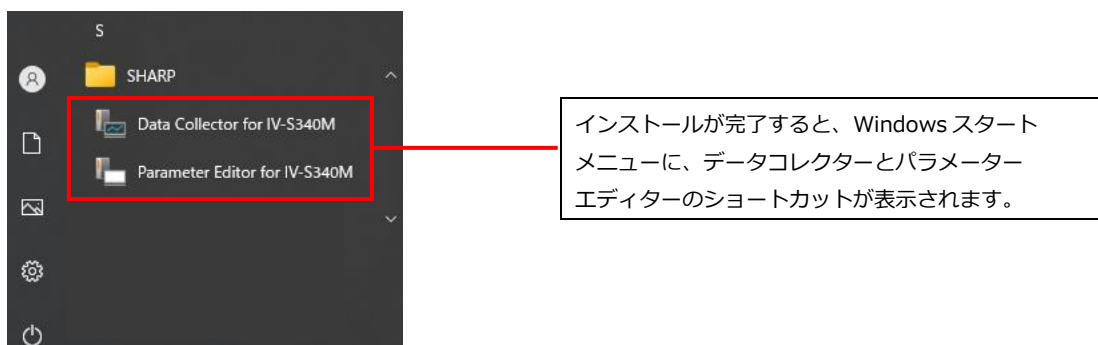 S
SHARP
Data Collector for IV-S340M
Parameter Editor for IV-S340M
インストールが完了すると、Windows スタート
メニューに、データコレクターとパラメーター
エディターのショートカットが表示されます。